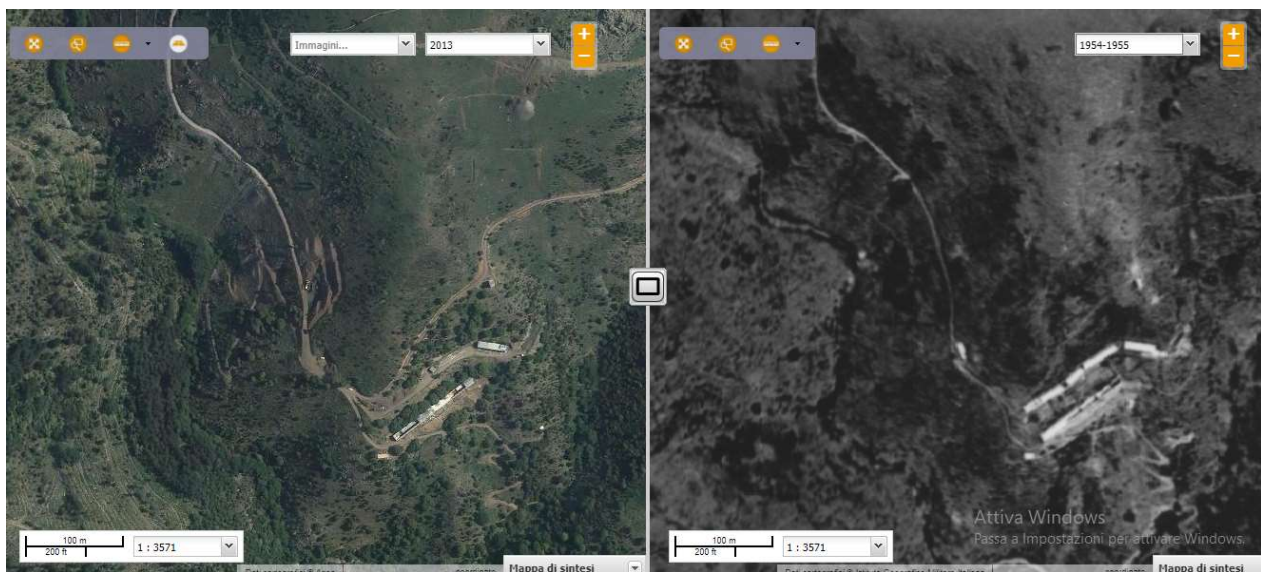 Immagini...
2013
100 m
200 ft
1 : 3571
Mappa di sintesi
1954-1955
Attiva Windows
Passa a Impostazioni per attivare Windows.
100 m
200 ft
1 : 3571
Mappa di sintesi